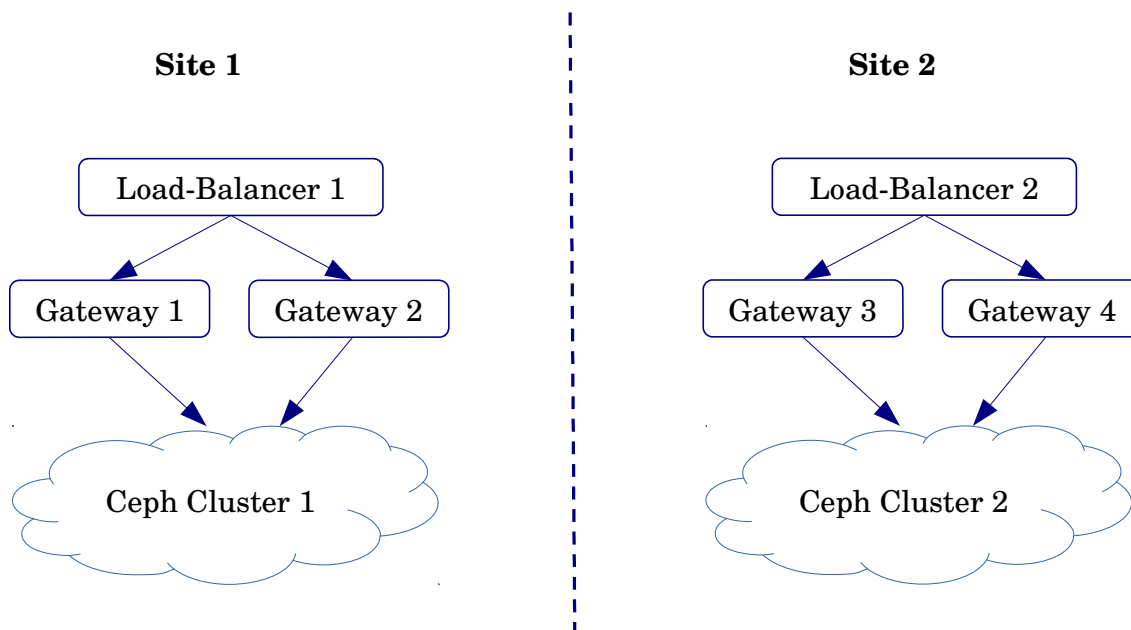 Site 1
Site 2
Load-Balancer 1
Load-Balancer 2
Gateway 1
Gateway 2
Gateway 3
Gateway 4
Ceph Cluster 1
Ceph Cluster 2